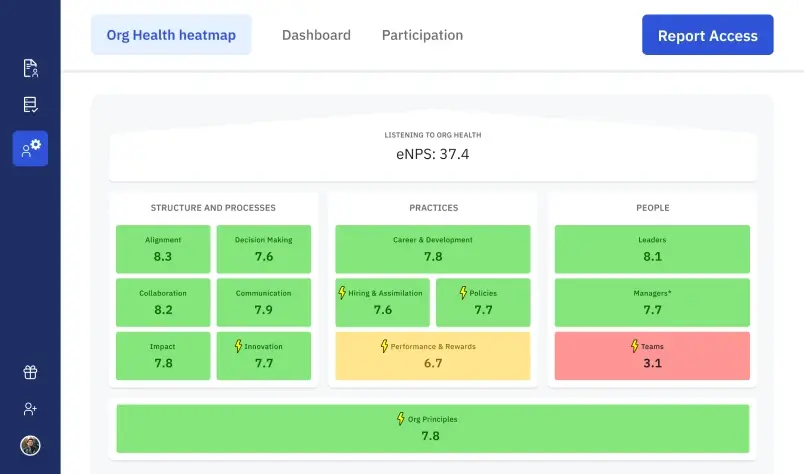 Org Health heatmap
Dashboard
Participation
Report Access
LISTENING TO ORG HEALTH
eNPS: 37.4
STRUCTURE AND PROCESSES
Alignment
8.3
Decision Making
7.6
Collaboration
8.2
Communication
7.9
Impact
7.8
Innovation
7.7
PRACTICES
Career & Development
7.8
Hiring & Assimilation
7.6
Policies
7.7
Performance & Rewards
6.7
PEOPLE
Leaders
8.1
Managers*
7.7
Teams
3.1
Org Principles
7.8